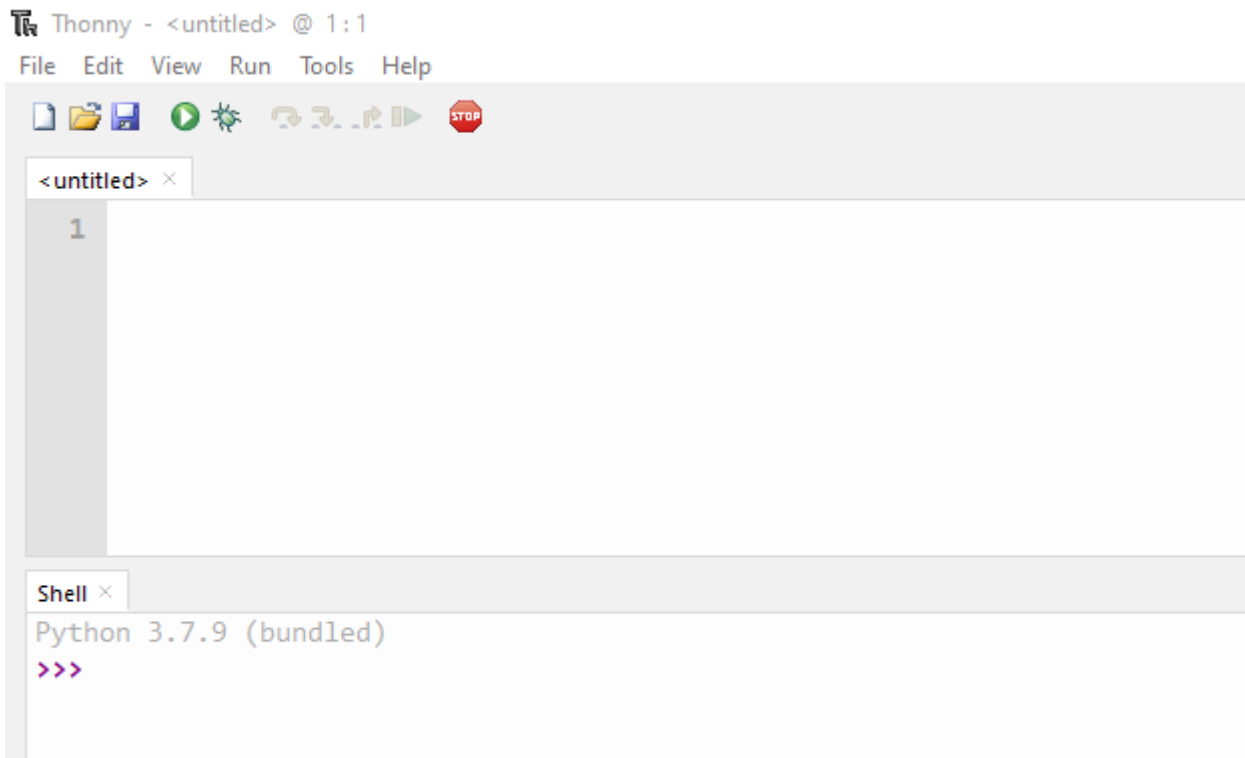 Thonny - <untitled> @ 1:1
File Edit View Run Tools Help
STOP
<untitled> ×
1
Shell ×
Python 3.7.9 (bundled)
>>>